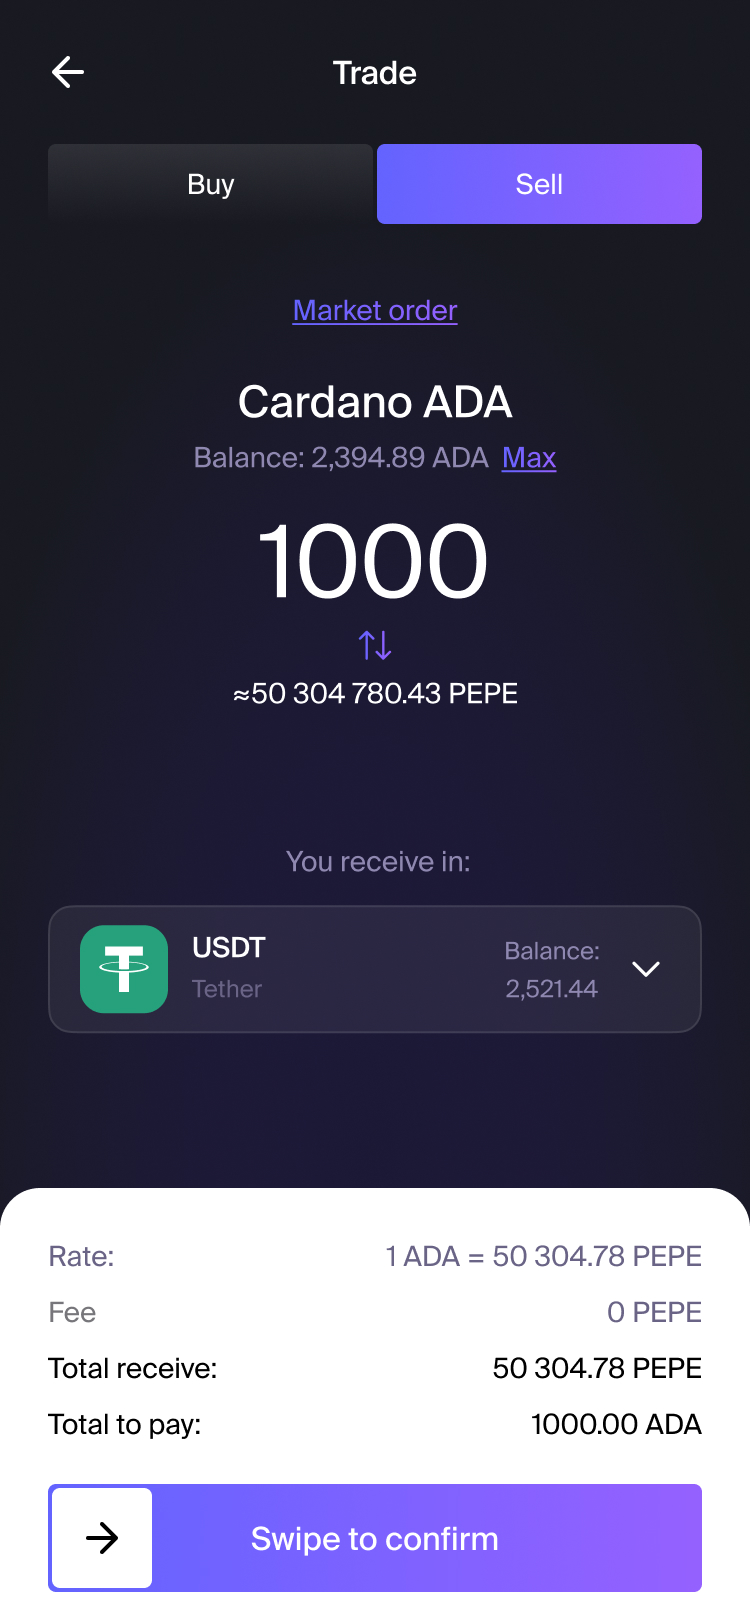 Trade
Buy
Sell
Market order
Cardano ADA
Balance: 2,394.89 ADA Max
1000
≈50 304 780.43 PEPE
You receive in:
USDT
Tether
Balance:
2,521.44
Rate: 1 ADA = 50 304.78 PEPE
Fee 0 PEPE
Total receive: 50 304.78 PEPE
Total to pay: 1000.00 ADA
Swipe to confirm